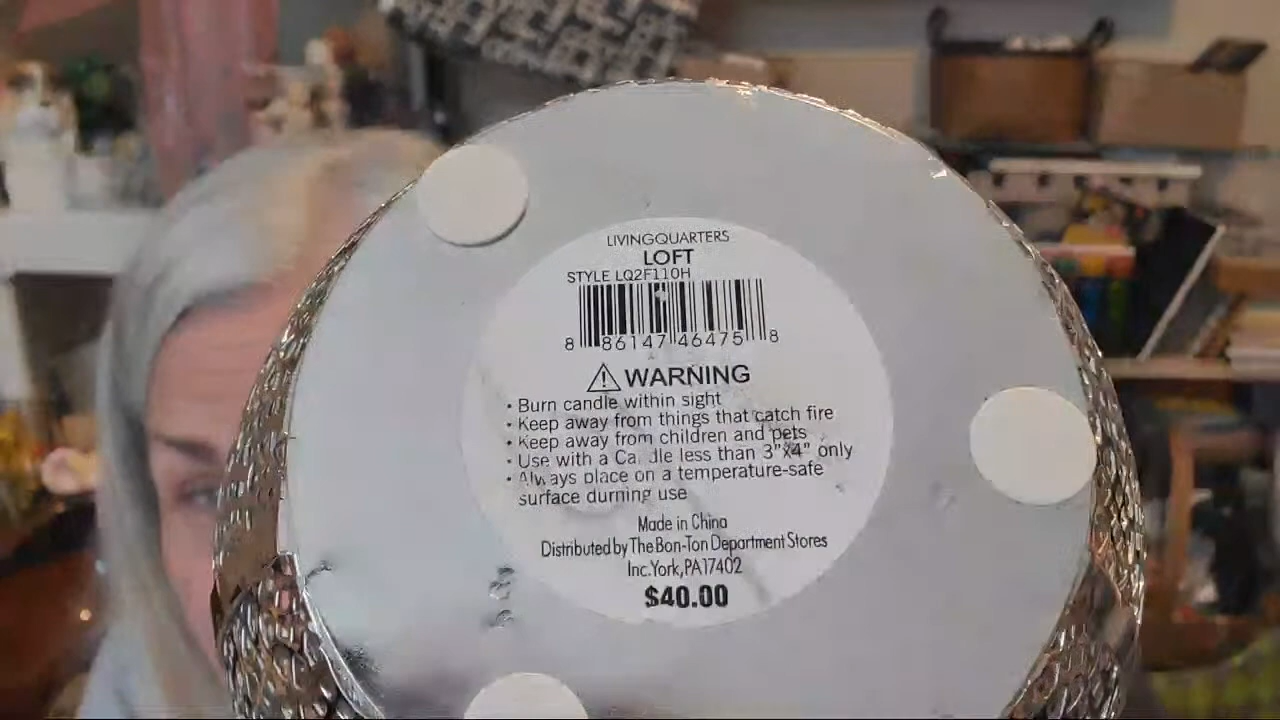 LIVINGQUARTERS
LOFT
STYLE LQ2F110H
8 86147 46475 8
WARNING
• Burn candle within sight
• Keep away from things that catch fire
• Keep away from children and pets
• Use with a Ca dle less than 3"x4" only
• Always place on a temperature-safe
surface durning use
Made in China
Distributed by The Bon-Ton Department Stores
Inc.York,PA17402
$40.00